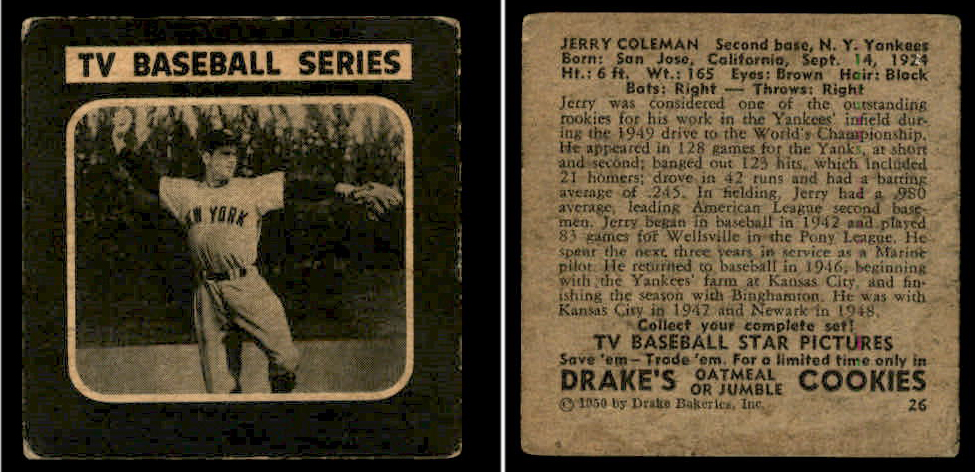 TV BASEBALL SERIES
NEW YORK
JERRY COLEMAN Second base, N. Y. Yankees
Born: San Jose, California, Sept. 14, 1924
Ht.: 6 ft. Wt.: 165 Eyes: Brown Hair: Black
Bats: Right — Throws: Right
Jerry was considered one of the outstanding
rookies for his work in the Yankees' infield dur-
ing the 1949 drive to the World's Championship.
He appeared in 128 games for the Yanks, at short
and second; banged out 123 hits, which included
21 homers; drove in 42 runs and had a batting
average of .245. In fielding, Jerry had a .980
average, leading American League second base-
men. Jerry began in baseball in 1942 and played
83 games for Wellsville in the Pony League. He
spent the next three years in service as a Marine
pilot. He returned to baseball in 1946, beginning
with the Yankees' farm at Kansas City, and fin-
ishing the season with Binghamton. He was with
Kansas City in 1947 and Newark in 1948.
Collect your complete set!
TV BASEBALL STAR PICTURES
Save 'em — Trade 'em. For a limited time only in
DRAKE'S OATMEAL OR JUMBLE COOKIES
© 1950 by Drake Bakeries, Inc. 26